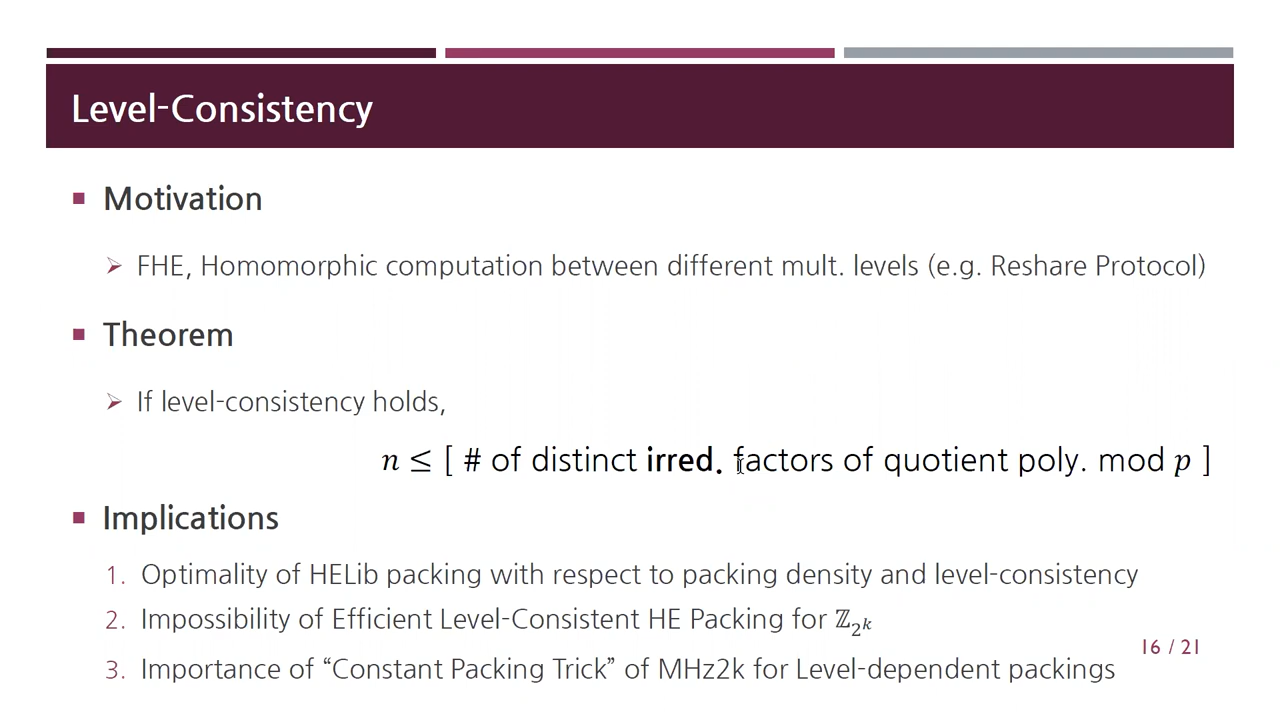 Level-Consistency
Motivation
FHE, Homomorphic computation between different mult. levels (e.g. Reshare Protocol)
Theorem
If level-consistency holds,
n ≤ [ # of distinct irred. factors of quotient poly. mod p ]
Implications
1. Optimality of HELib packing with respect to packing density and level-consistency
2. Impossibility of Efficient Level-Consistent HE Packing for ℤ_{2^k}
16 / 21
3. Importance of “Constant Packing Trick” of MHz2k for Level-dependent packings